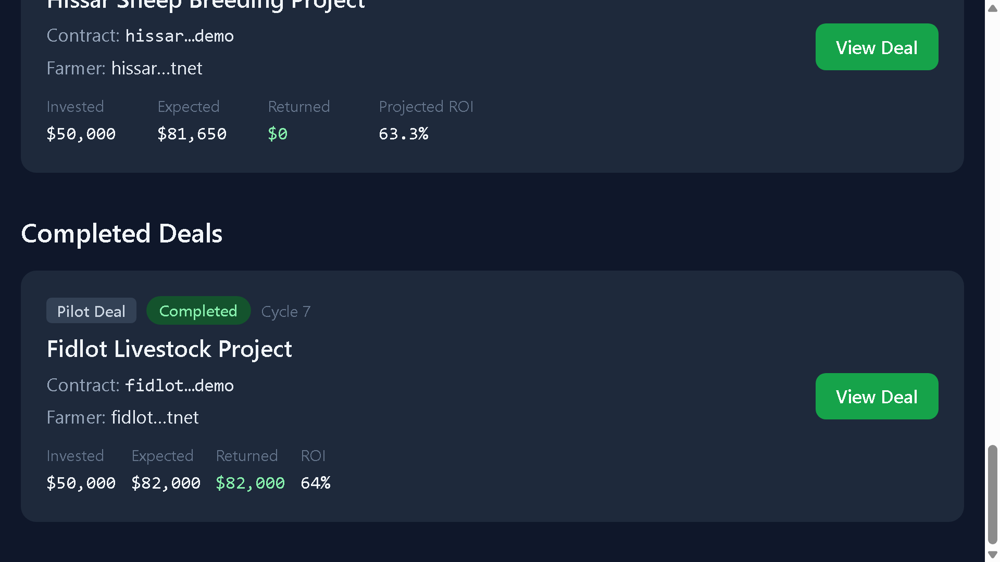 Hissar Sheep Breeding Project
Contract: hissar…demo
View Deal
Farmer: hissar…tnet
Invested Expected Returned Projected ROI
$50,000 $81,650 $0 63.3%
Completed Deals
Pilot Deal Completed Cycle 7
Fidlot Livestock Project
Contract: fidlot…demo
View Deal
Farmer: fidlot…tnet
Invested Expected Returned ROI
$50,000 $82,000 $82,000 64%